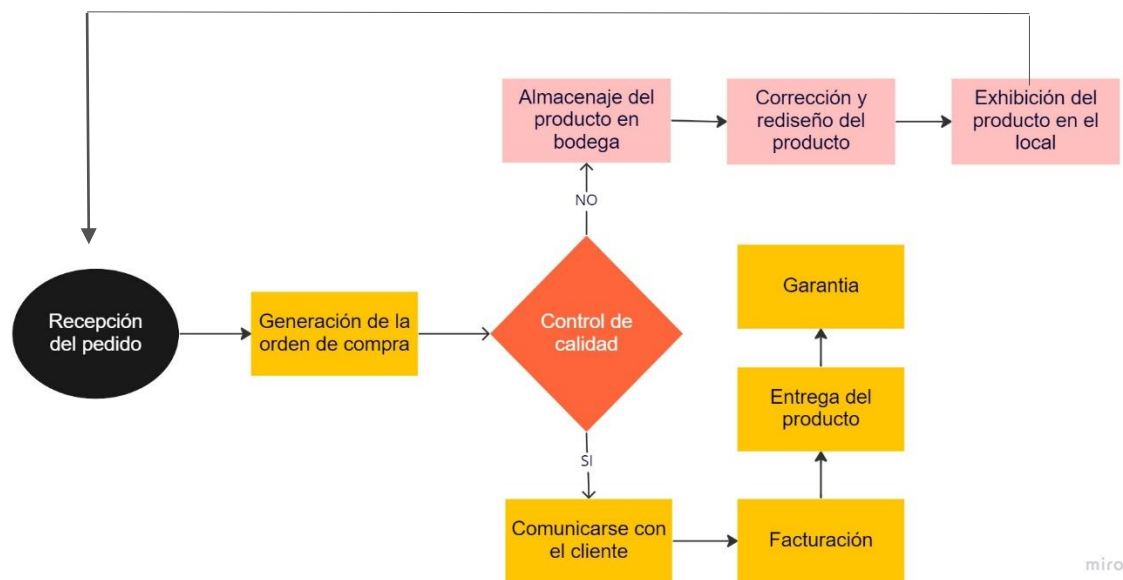 Almacenaje del
producto en
bodega
Corrección y
rediseño del
producto
Exhibición del
producto en el
local
NO
Recepción
del pedido
Generación de la
orden de compra
Control de
calidad
Garantia
Entrega del
producto
SI
Comunicarse con
el cliente
Facturación
miro